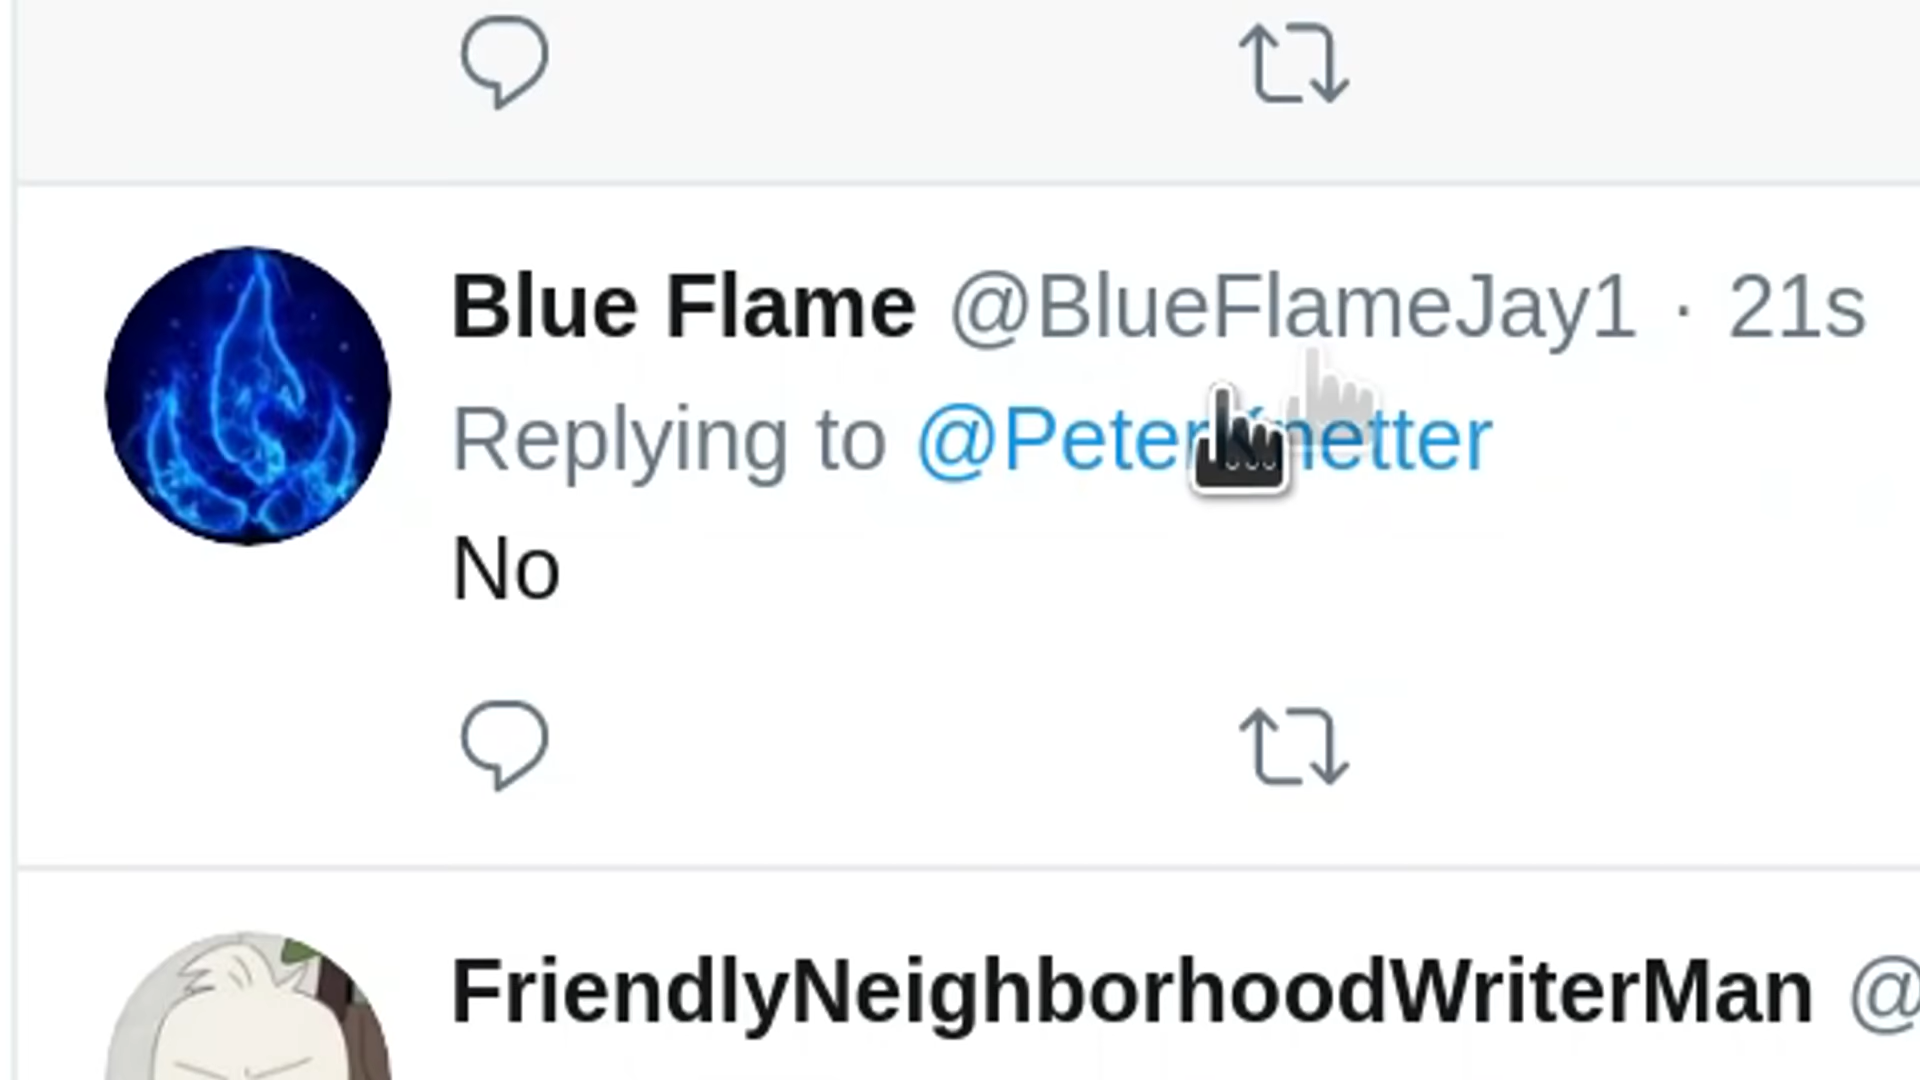 Blue Flame @BlueFlameJay1 · 21s
Replying to @PeterKnetter
No
FriendlyNeighborhoodWriterMan @